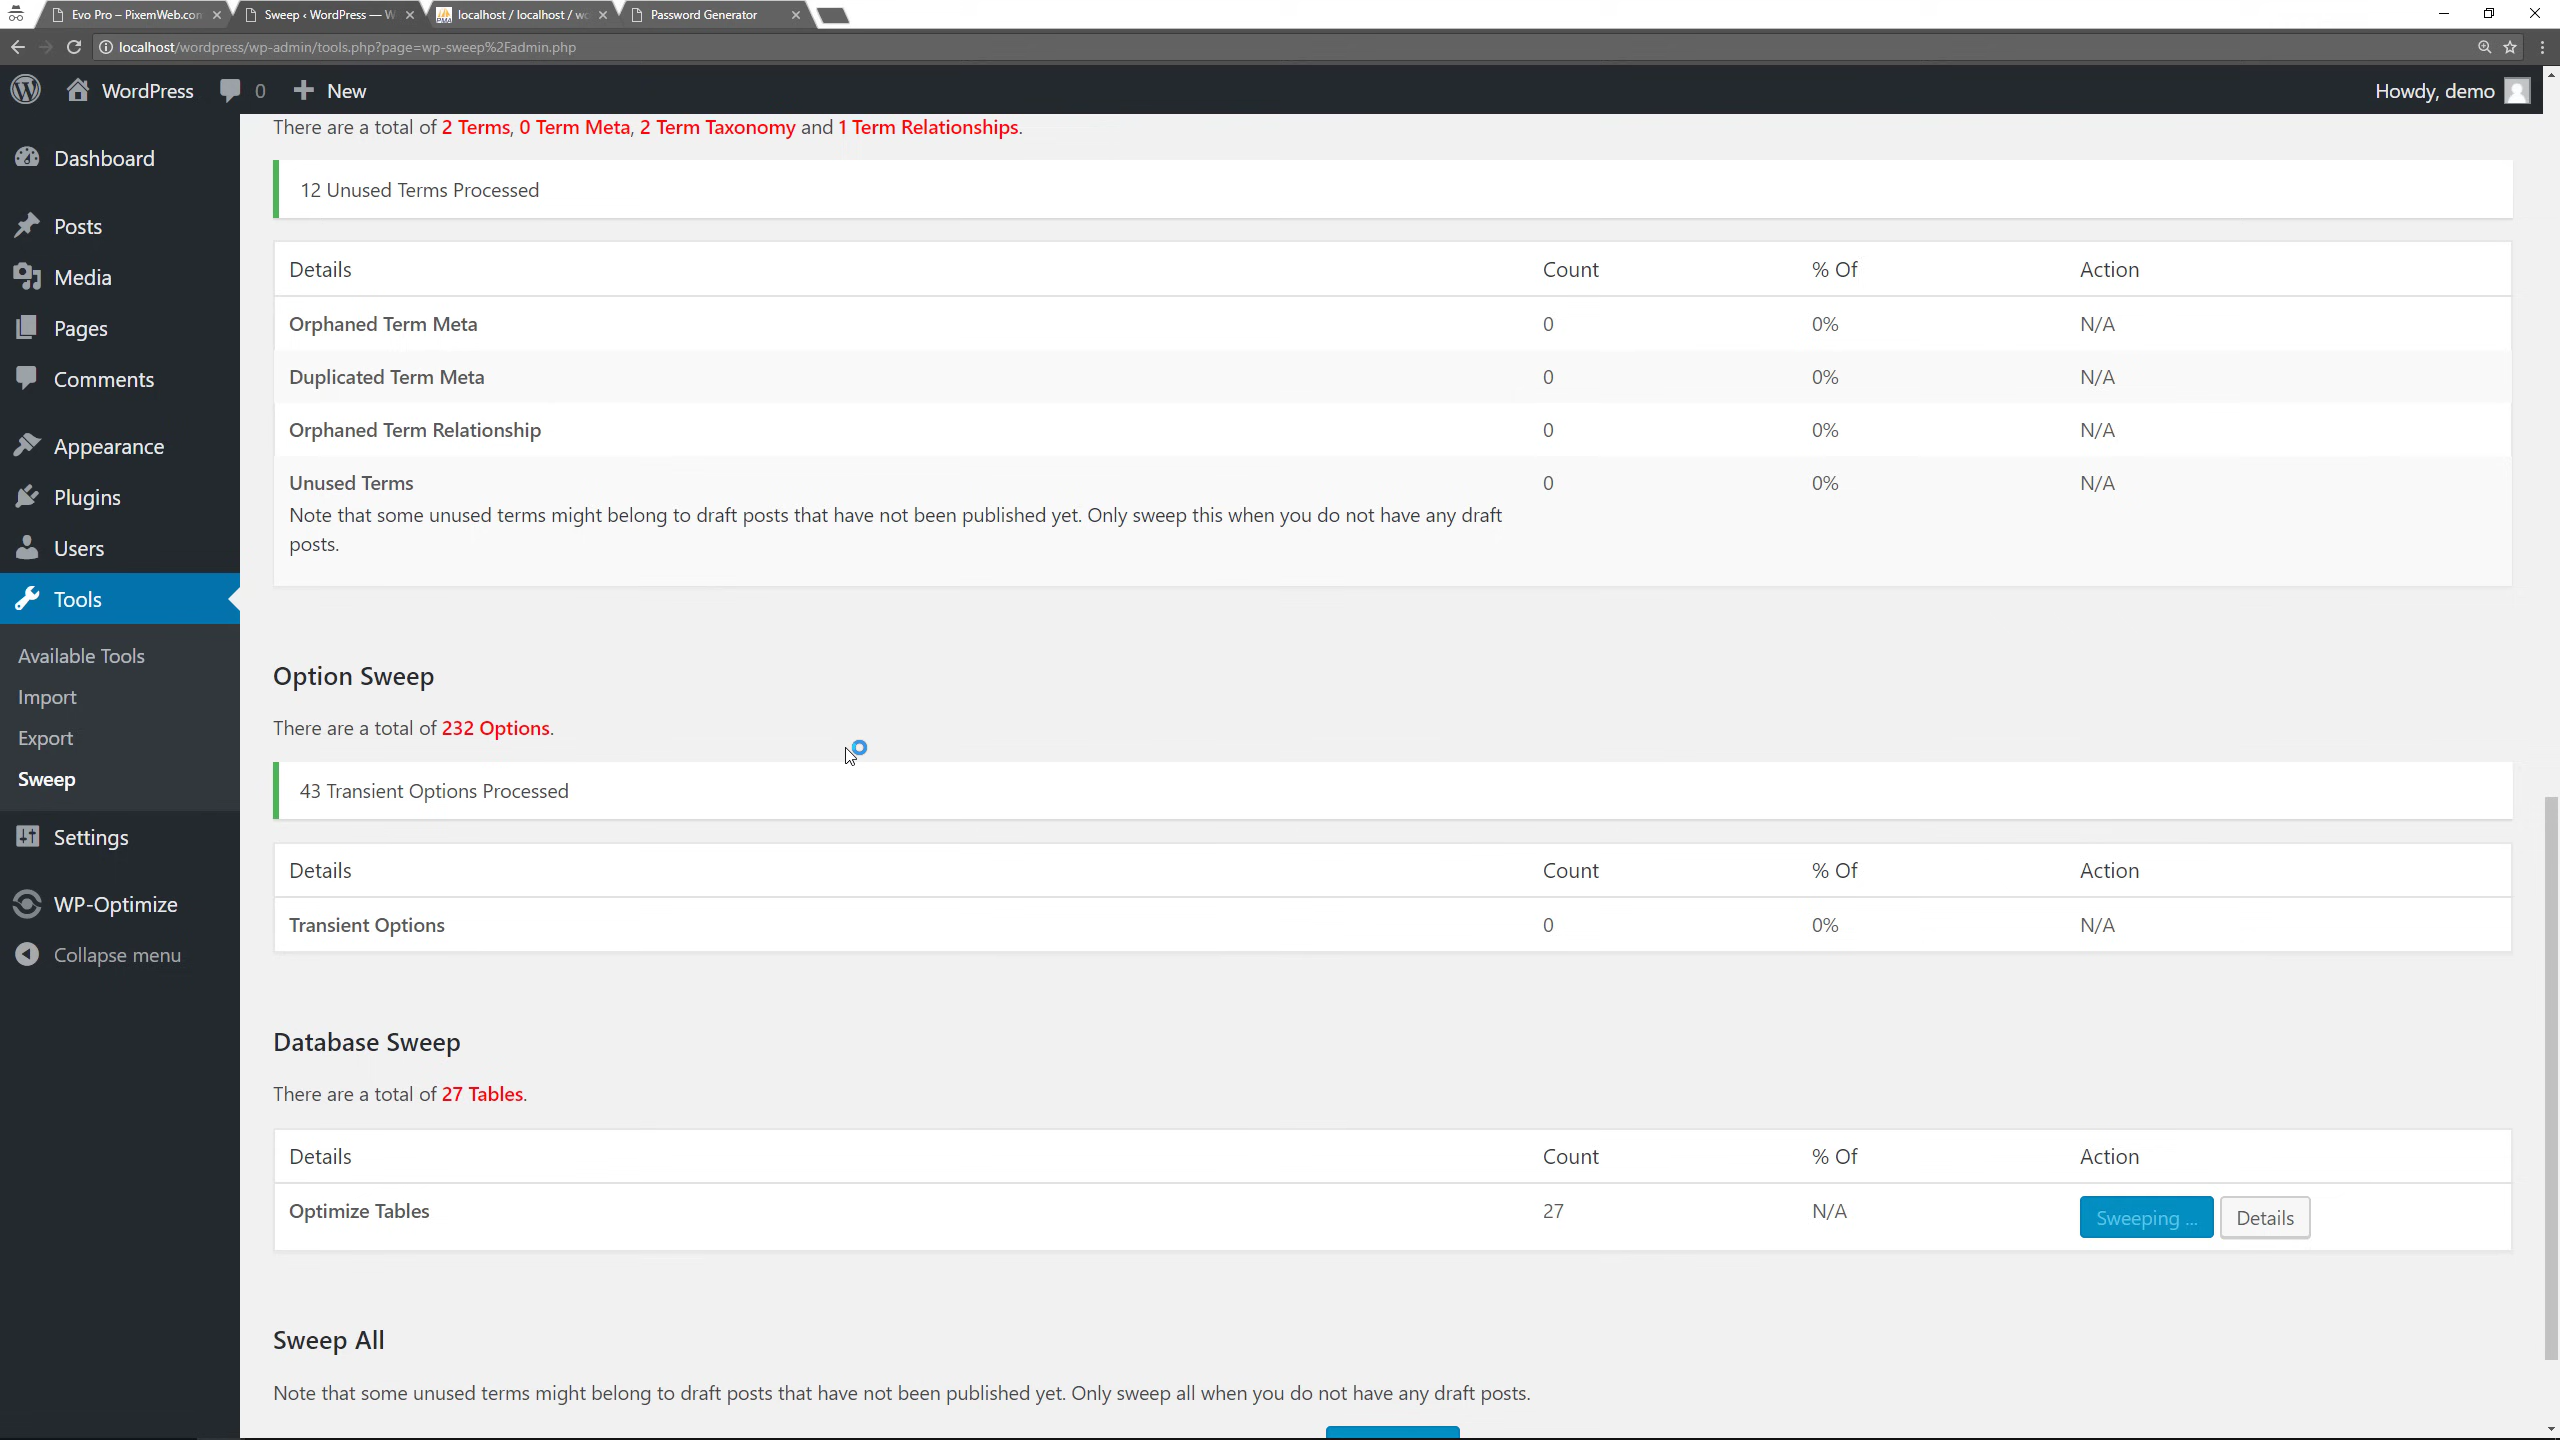 Evo Pro – PixemWeb.con
Sweep ‹ WordPress — W
localhost / localhost / w
Password Generator
localhost/wordpress/wp-admin/tools.php?page=wp-sweep%2Fadmin.php
WordPress 0 New
Howdy, demo
Dashboard
Posts
Media
Pages
Comments
Appearance
Plugins
Users
Tools
Available Tools
Import
Export
Sweep
Settings
WP-Optimize
Collapse menu
There are a total of 2 Terms, 0 Term Meta, 2 Term Taxonomy and 1 Term Relationships.
12 Unused Terms Processed
Details Count % Of Action
Orphaned Term Meta 0 0% N/A
Duplicated Term Meta 0 0% N/A
Orphaned Term Relationship 0 0% N/A
Unused Terms 0 0% N/A
Note that some unused terms might belong to draft posts that have not been published yet. Only sweep this when you do not have any draft
posts.
Option Sweep
There are a total of 232 Options.
43 Transient Options Processed
Details Count % Of Action
Transient Options 0 0% N/A
Database Sweep
There are a total of 27 Tables.
Details Count % Of Action
Optimize Tables 27 N/A Sweeping ... Details
Sweep All
Note that some unused terms might belong to draft posts that have not been published yet. Only sweep all when you do not have any draft posts.